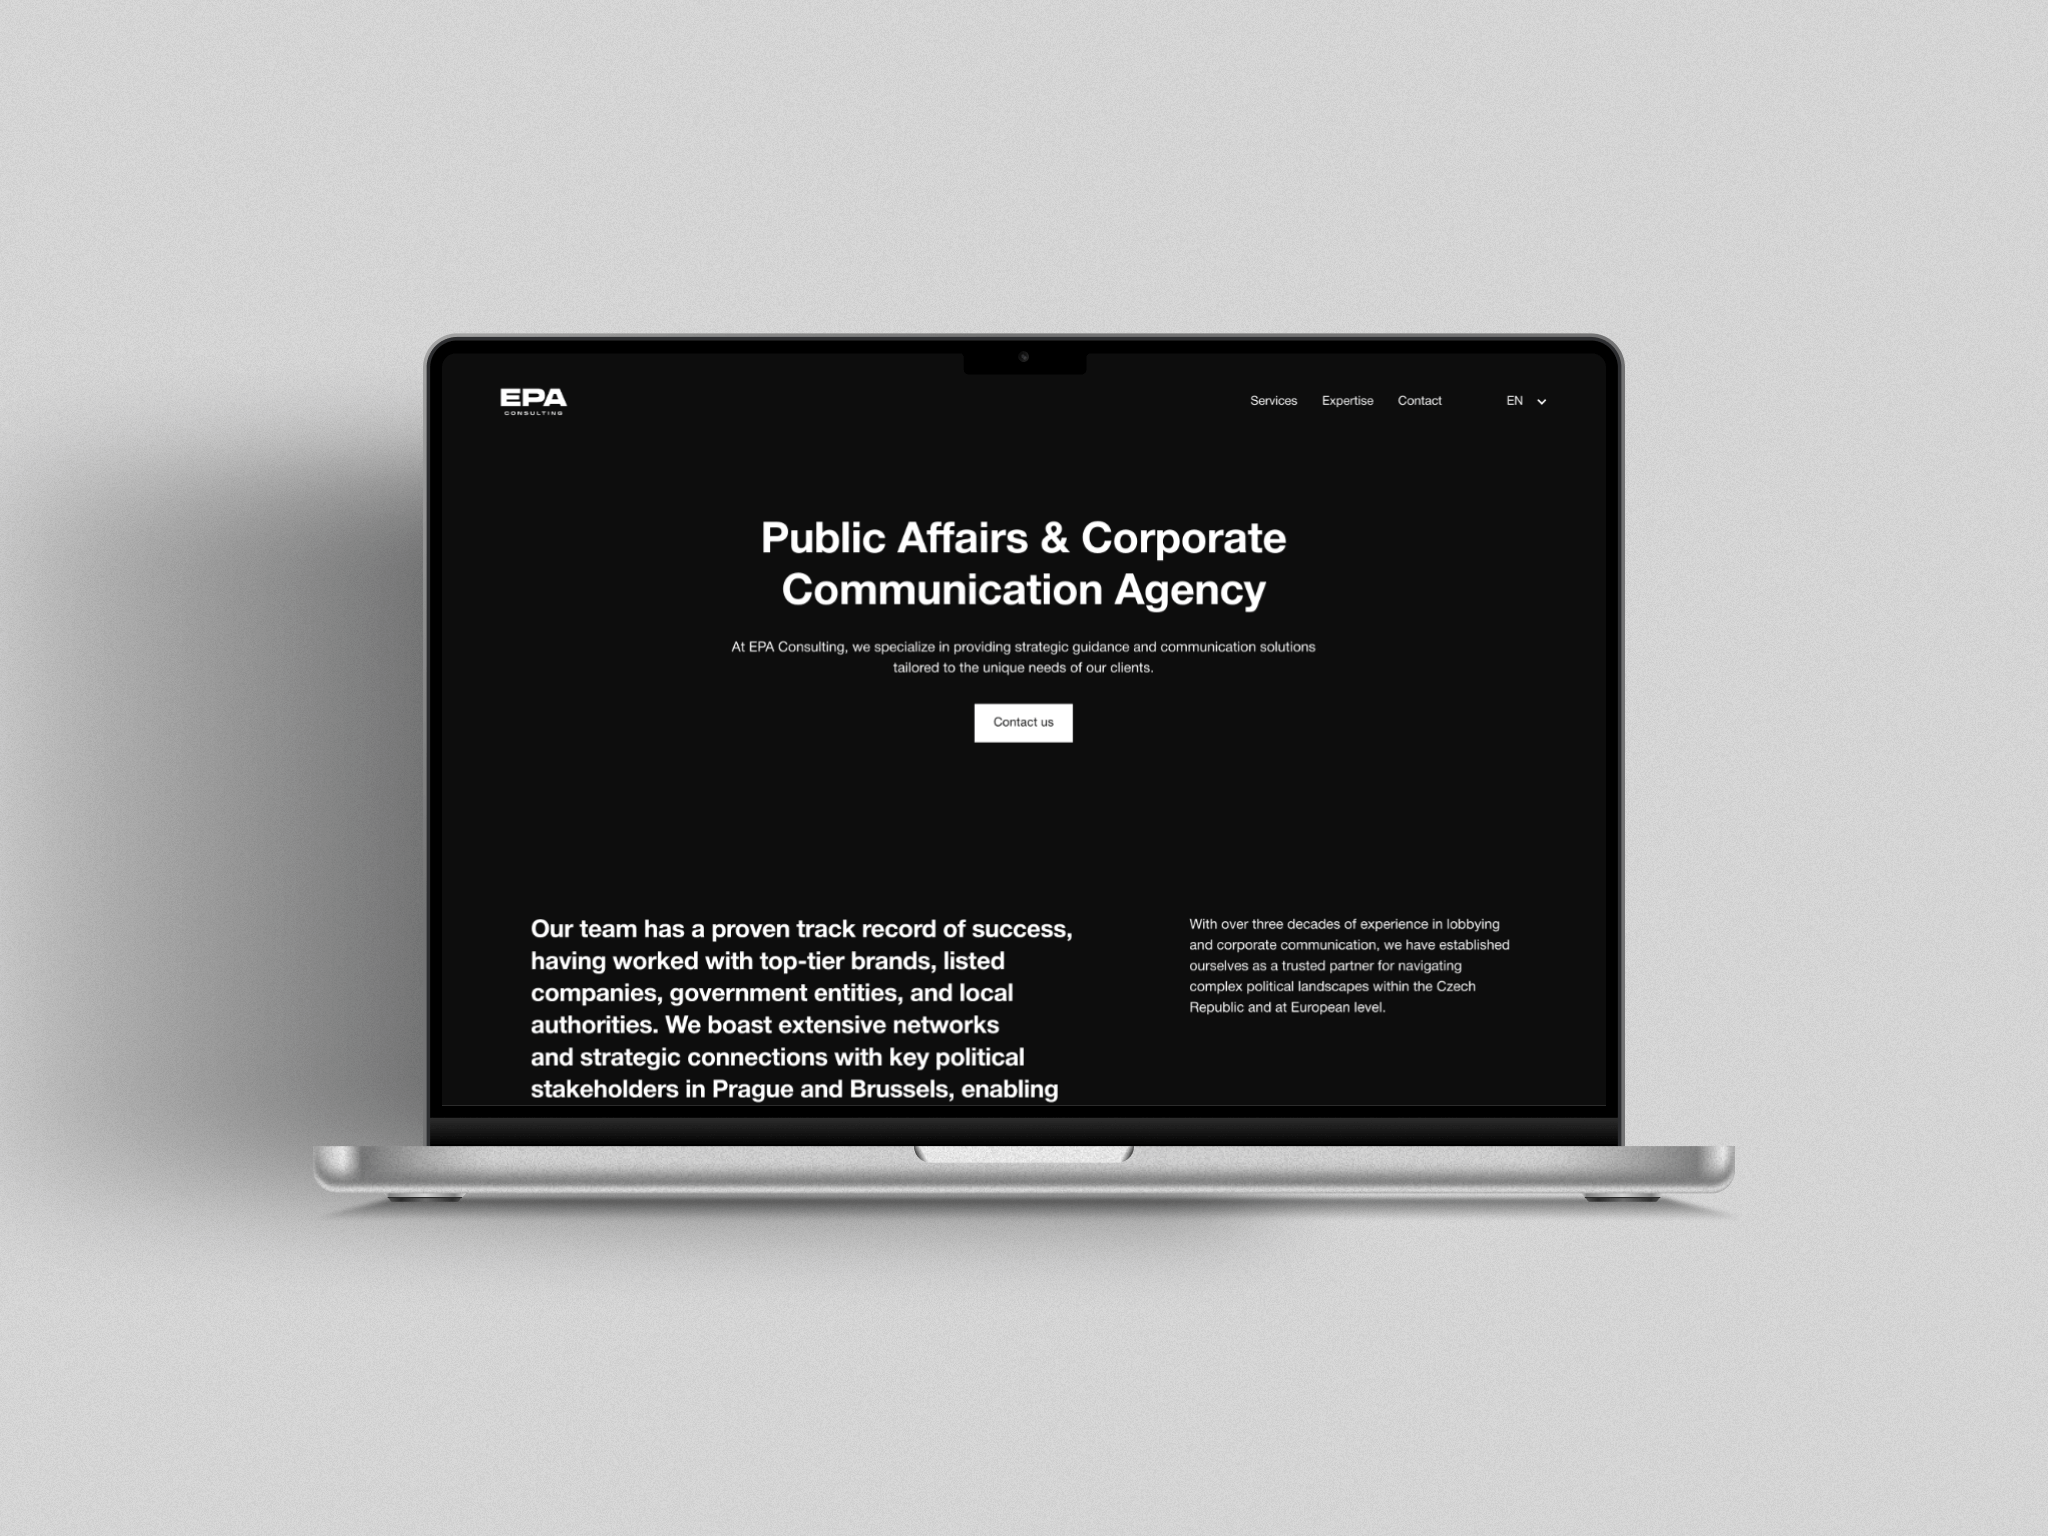 EPA
CONSULTING
Services Expertise Contact EN
Public Affairs & Corporate
Communication Agency
At EPA Consulting, we specialize in providing strategic guidance and communication solutions
tailored to the unique needs of our clients.
Contact us
Our team has a proven track record of success,
having worked with top-tier brands, listed
companies, government entities, and local
authorities. We boast extensive networks
and strategic connections with key political
stakeholders in Prague and Brussels, enabling
With over three decades of experience in lobbying
and corporate communication, we have established
ourselves as a trusted partner for navigating
complex political landscapes within the Czech
Republic and at European level.